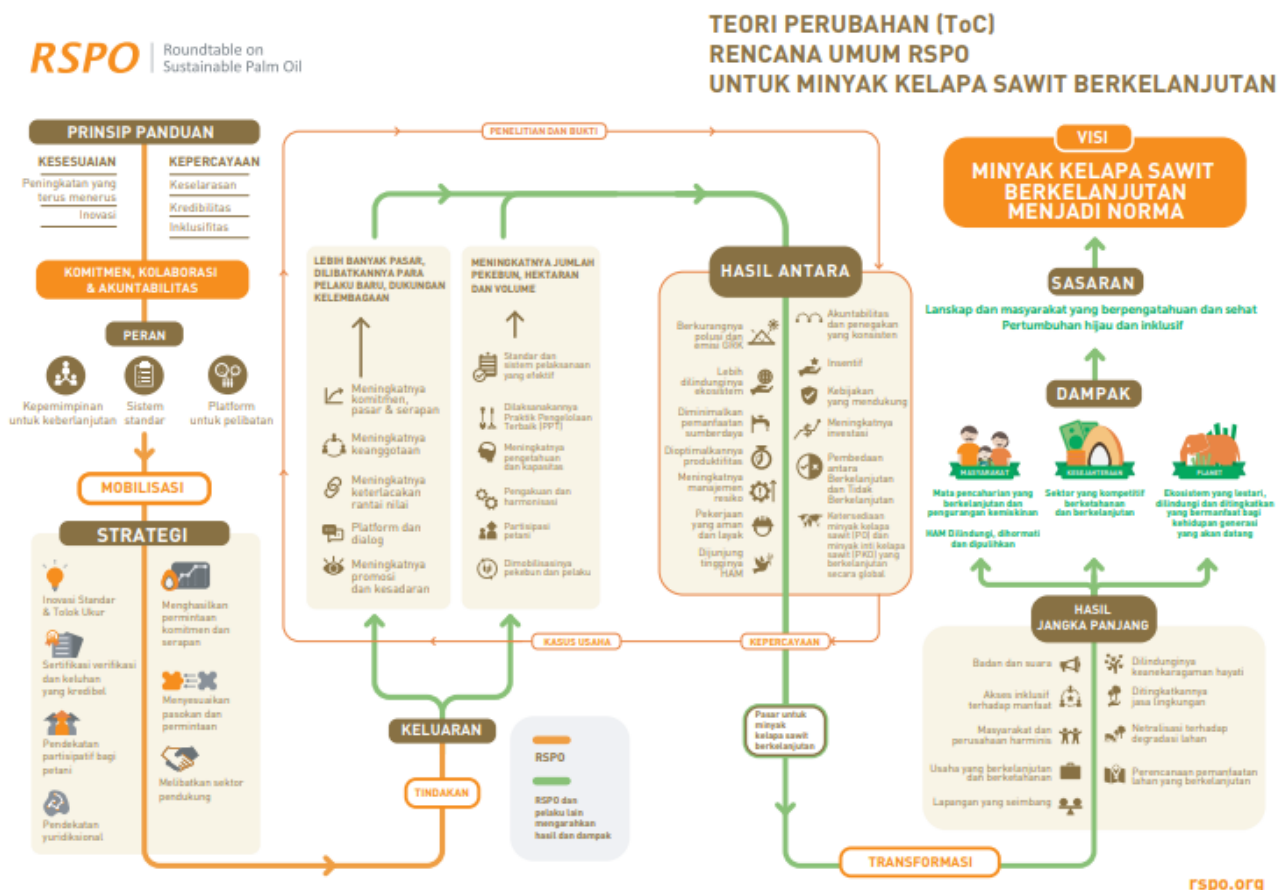 RSPO
Roundtable on
Sustainable Palm Oil
TEORI PERUBAHAN (ToC)
RENCANA UMUM RSPO
UNTUK MINYAK KELAPA SAWIT BERKELANJUTAN
PRINSIP PANDUAN
KESESUAIAN
Peningkatan yang
terus menerus
Inovasi
KEPERCAYAAN
Keselarasan
Kredibilitas
Inklusifitas
KOMITMEN, KOLABORASI
& AKUNTABILITAS
PERAN
Kepemimpinan
untuk keberlanjutan
Sistem
standar
Platform
untuk pelibatan
MOBILISASI
STRATEGI
Inovasi Standar
& Tolok Ukur
Sertifikasi verifikasi
dan keluhan
yang kredibel
Pendekatan
partisipatif bagi
petani
Pendekatan
yuridiksional
Menghasilkan
permintaan
komitmen dan
serapan
Menyesuaikan
pasokan dan
permintaan
Melibatkan sektor
pendukung
PENELITIAN DAN BUKTI
LEBIH BANYAK PASAR,
DILIBATKANNYA PARA
PELAKU BARU, DUKUNGAN
KELEMBAGAAN
Meningkatnya
komitmen,
pasar & serapan
Meningkatnya
keanggotaan
Meningkatnya
keterlacakan
rantai nilai
Platform dan
dialog
Meningkatnya
promosi
dan kesadaran
MENINGKATNYA JUMLAH
PEKEBUN, HEKTARAN
DAN VOLUME
Standar dan
sistem pelaksanaan
yang efektif
Dilaksanakannya
Praktik Pengelolaan
Terbaik (PPT)
Meningkatnya
pengetahuan
dan kapasitas
Pengakuan dan
harmonisasi
Partisipasi
petani
Dimobilisasinya
pekebun dan pelaku
KASUS USAHA
KEPERCAYAAN
KELUARAN
TINDAKAN
RSPO
RSPO dan
pelaku lain
mengarahkan
hasil dan dampak
HASIL ANTARA
Berkurangnya
polusi dan
emisi GRK
Lebih
dilindunginya
ekosistem
Diminimalkan
pemanfaatan
sumberdaya
Dioptimalkannya
produktifitas
Meningkatnya
manajemen
resiko
Pekerjaan
yang aman
dan layak
Dijunjung
tingginya
HAM
Akuntabilitas
dan penegakan
yang konsisten
Insentif
Kebijakan
yang mendukung
Meningkatnya
investasi
Pembedaan
antara
Berkelanjutan
dan Tidak
Berkelanjutan
Ketersediaan
minyak kelapa
sawit (PO) dan
minyak inti kelapa
sawit (PKO) yang
berkelanjutan
secara global
Pasar untuk
minyak
kelapa sawit
berkelanjutan
TRANSFORMASI
VISI
MINYAK KELAPA SAWIT
BERKELANJUTAN
MENJADI NORMA
SASARAN
Lanskap dan masyarakat yang berpengatahuan dan sehat
Pertumbuhan hijau dan inklusif
DAMPAK
MASYARAKAT
Mata pencaharian yang
berkelanjutan dan
pengurangan kemiskinan
HAM Dilindungi, dihormati
dan dipulihkan
KESEJAHTERAAN
Sektor yang kompetitif
berketahanan
dan berkelanjutan
PLANET
Ekosistem yang lestari,
dilindungi dan ditingkatkan
yang bermanfaat bagi
kehidupan generasi
yang akan datang
HASIL
JANGKA PANJANG
Badan dan suara
Akses inklusif
terhadap manfaat
Masyarakat dan
perusahaan harminis
Usaha yang berkelanjutan
dan berketahanan
Lapangan yang seimbang
Dilindunginya
keanekaragaman hayati
Ditingkatkannya
jasa lingkungan
Netralisasi terhadap
degradasi lahan
Perencanaan pemanfaatan
lahan yang berkelanjutan
rspo.org